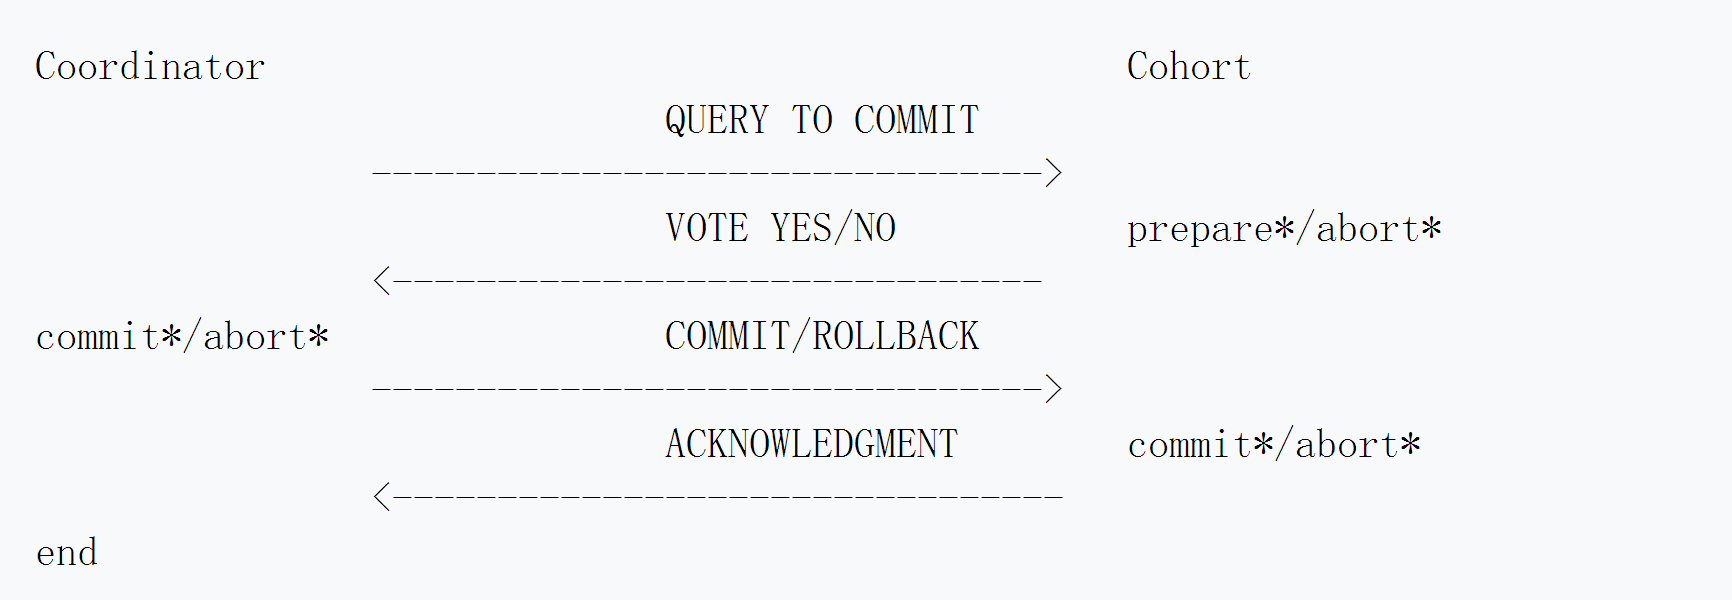 Coordinator                                         Cohort
                              QUERY TO COMMIT
                -------------------------------->
                              VOTE YES/NO           prepare*/abort*
                <-------------------------------
commit*/abort*                COMMIT/ROLLBACK
                -------------------------------->
                              ACKNOWLEDGMENT        commit*/abort*
                <--------------------------------
end